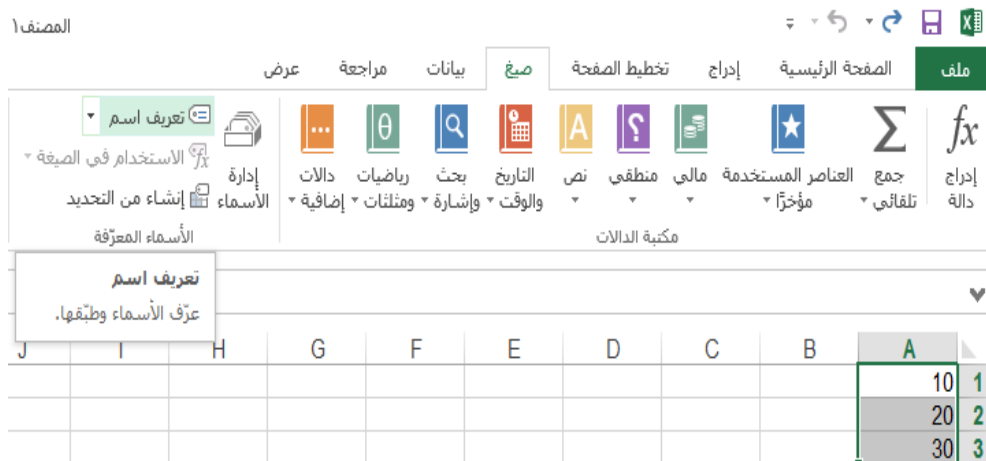 المصنف١
ملف الصفحة الرئيسية إدراج تخطيط الصفحة صيغ بيانات مراجعة عرض
إدراج دالة
جمع تلقائي
العناصر المستخدمة مؤخرًا
مالي
منطقي
نص
التاريخ والوقت
بحث وإشارة
رياضيات ومثلثات
دالات إضافية
مكتبة الدالات
إدارة الأسماء
تعريف اسم
الاستخدام في الصيغة
إنشاء من التحديد
الأسماء المعرّفة
تعريف اسم
عرّف الأسماء وطبّقها.
A B C D E F G H I J
1 10
2 20
3 30